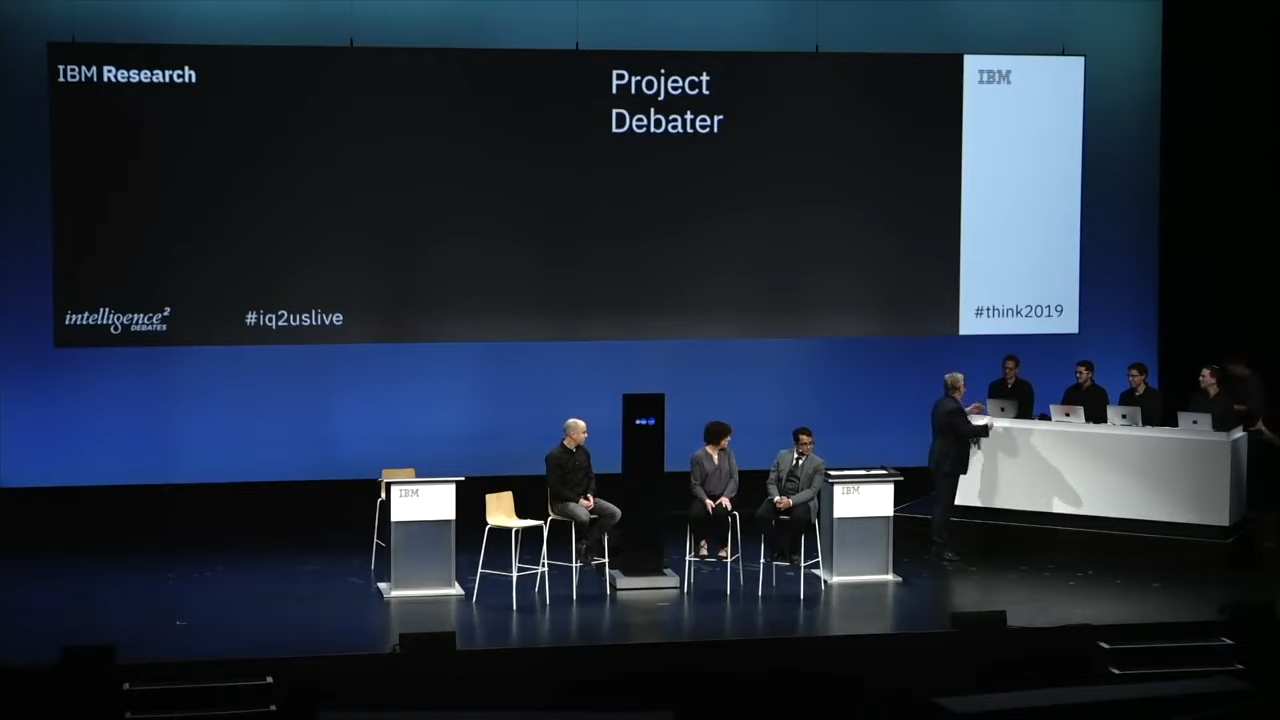 IBM Research
Project
Debater
IBM
intelligence²
DEBATES
#iq2uslive
#think2019
IBM
IBM